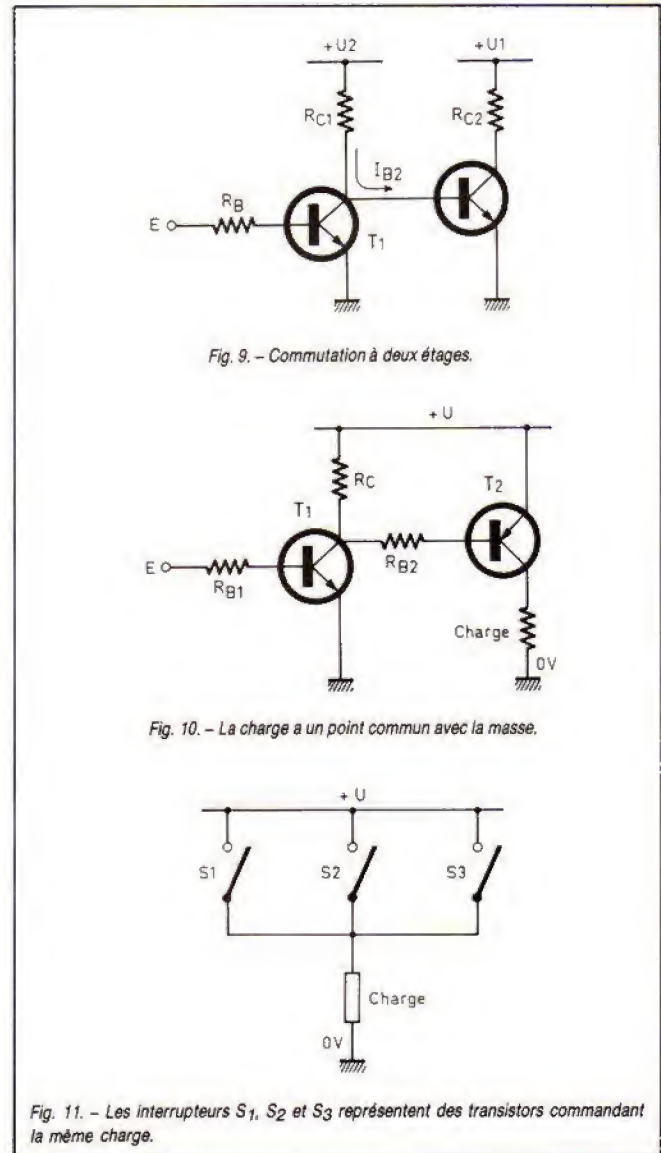 +U2
+U1
RC1
RC2
IB2
RB
E
T1
Fig. 9. – Commutation à deux étages.
+U
RC
T2
T1
E
RB1
RB2
Charge
0V
Fig. 10. – La charge a un point commun avec la masse.
+U
S1
S2
S3
Charge
0V
Fig. 11. – Les interrupteurs S1, S2 et S3 représentent des transistors commandant
la même charge.